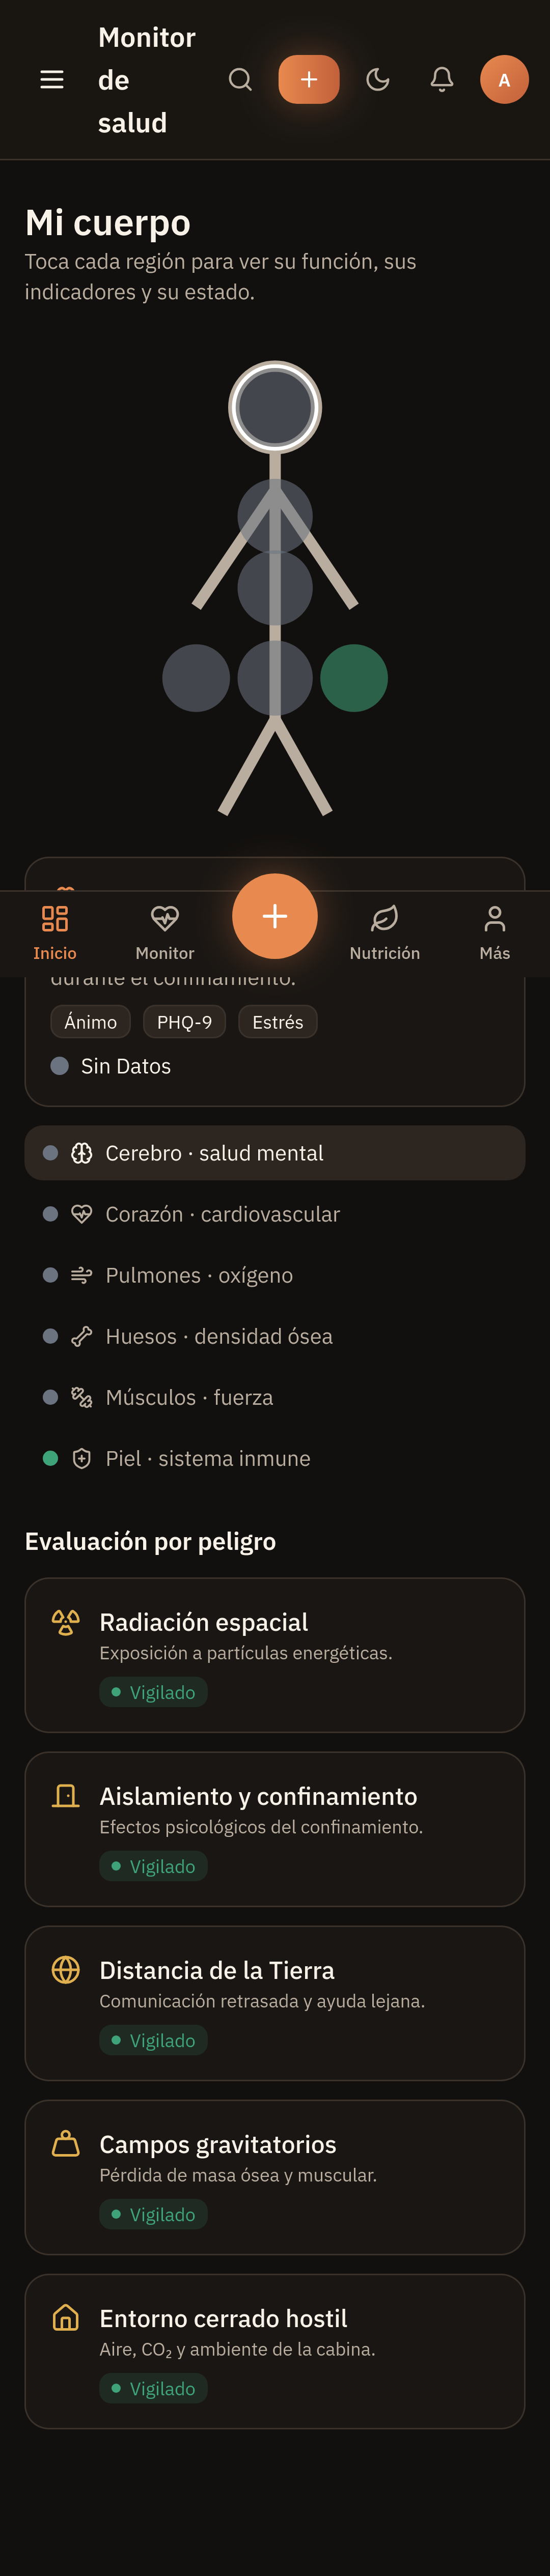 Monitor
de
salud
A
Mi cuerpo
Toca cada región para ver su función, sus
indicadores y su estado.
Inicio
Monitor
Nutrición
Más
durante el confinamiento.
Ánimo
PHQ-9
Estrés
Sin Datos
Cerebro · salud mental
Corazón · cardiovascular
Pulmones · oxígeno
Huesos · densidad ósea
Músculos · fuerza
Piel · sistema inmune
Evaluación por peligro
Radiación espacial
Exposición a partículas energéticas.
Vigilado
Aislamiento y confinamiento
Efectos psicológicos del confinamiento.
Vigilado
Distancia de la Tierra
Comunicación retrasada y ayuda lejana.
Vigilado
Campos gravitatorios
Pérdida de masa ósea y muscular.
Vigilado
Entorno cerrado hostil
Aire, CO₂ y ambiente de la cabina.
Vigilado